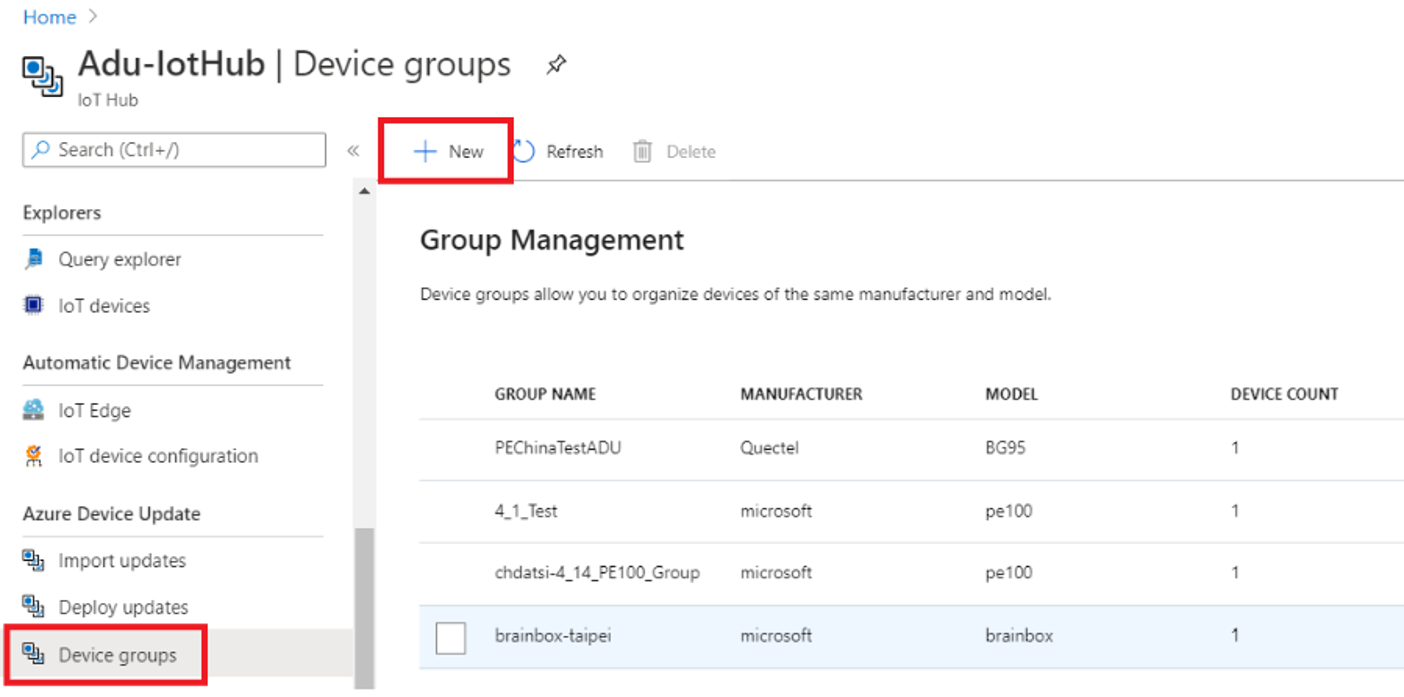 Home >
Adu-IotHub | Device groups
IoT Hub
Search (Ctrl+/)
«
New
Refresh
Delete
Explorers
Query explorer
IoT devices
Automatic Device Management
IoT Edge
IoT device configuration
Azure Device Update
Import updates
Deploy updates
Device groups
Group Management
Device groups allow you to organize devices of the same manufacturer and model.
GROUP NAME MANUFACTURER MODEL DEVICE COUNT
PEChinaTestADU Quectel BG95 1
4_1_Test microsoft pe100 1
chdatsi-4_14_PE100_Group microsoft pe100 1
brainbox-taipei microsoft brainbox 1